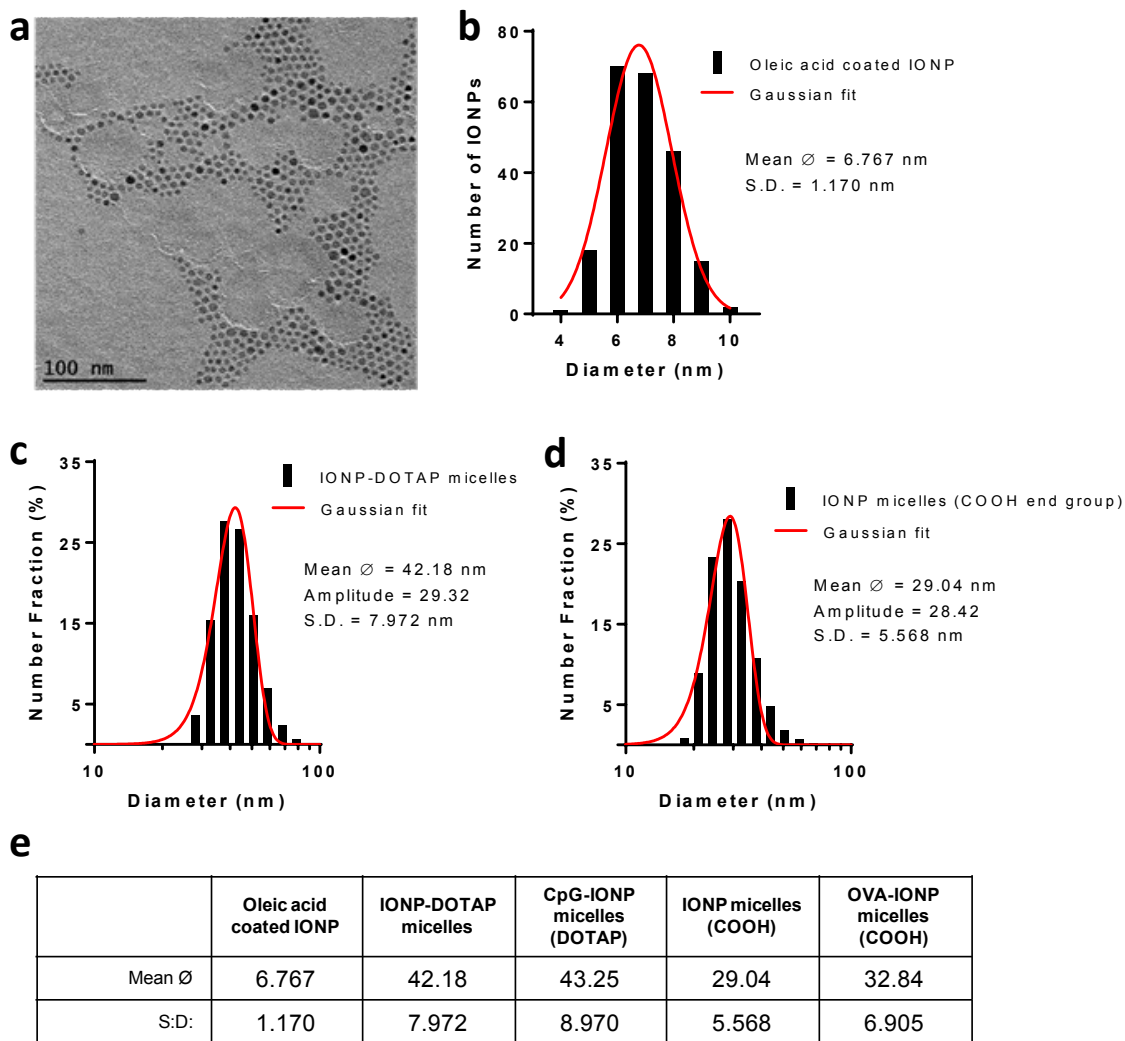 a
100 nm
b
80
60
40
20
0
Number of IONPs
4 6 8 10
Diameter (nm)
Oleic acid coated IONP
Gaussian fit
Mean ∅ = 6.767 nm
S.D. = 1.170 nm
c
35
25
15
5
Number Fraction (%)
10 100
Diameter (nm)
IONP-DOTAP micelles
Gaussian fit
Mean ∅ = 42.18 nm
Amplitude = 29.32
S.D. = 7.972 nm
d
35
25
15
5
Number Fraction (%)
10 100
Diameter (nm)
IONP micelles (COOH end group)
Gaussian fit
Mean ∅ = 29.04 nm
Amplitude = 28.42
S.D. = 5.568 nm
e
Oleic acid coated IONP | IONP-DOTAP micelles | CpG-IONP micelles (DOTAP) | IONP micelles (COOH) | OVA-IONP micelles (COOH)
Mean Ø 6.767 42.18 43.25 29.04 32.84
S:D: 1.170 7.972 8.970 5.568 6.905